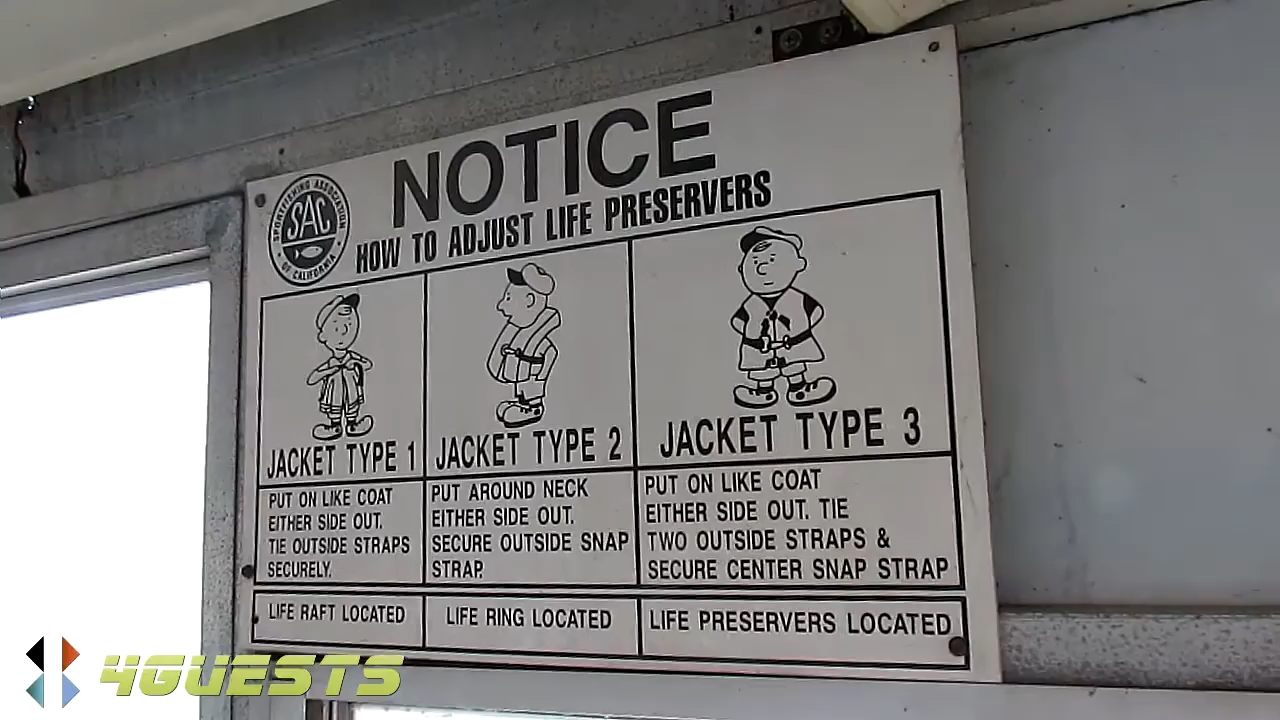 NOTICE
HOW TO ADJUST LIFE PRESERVERS
SPORTFISHING ASSOCIATION
SAC
OF CALIFORNIA
JACKET TYPE 1
PUT ON LIKE COAT
EITHER SIDE OUT.
TIE OUTSIDE STRAPS
SECURELY.
JACKET TYPE 2
PUT AROUND NECK
EITHER SIDE OUT.
SECURE OUTSIDE SNAP
STRAP.
JACKET TYPE 3
PUT ON LIKE COAT
EITHER SIDE OUT. TIE
TWO OUTSIDE STRAPS &
SECURE CENTER SNAP STRAP
LIFE RAFT LOCATED
LIFE RING LOCATED
LIFE PRESERVERS LOCATED
4GUESTS